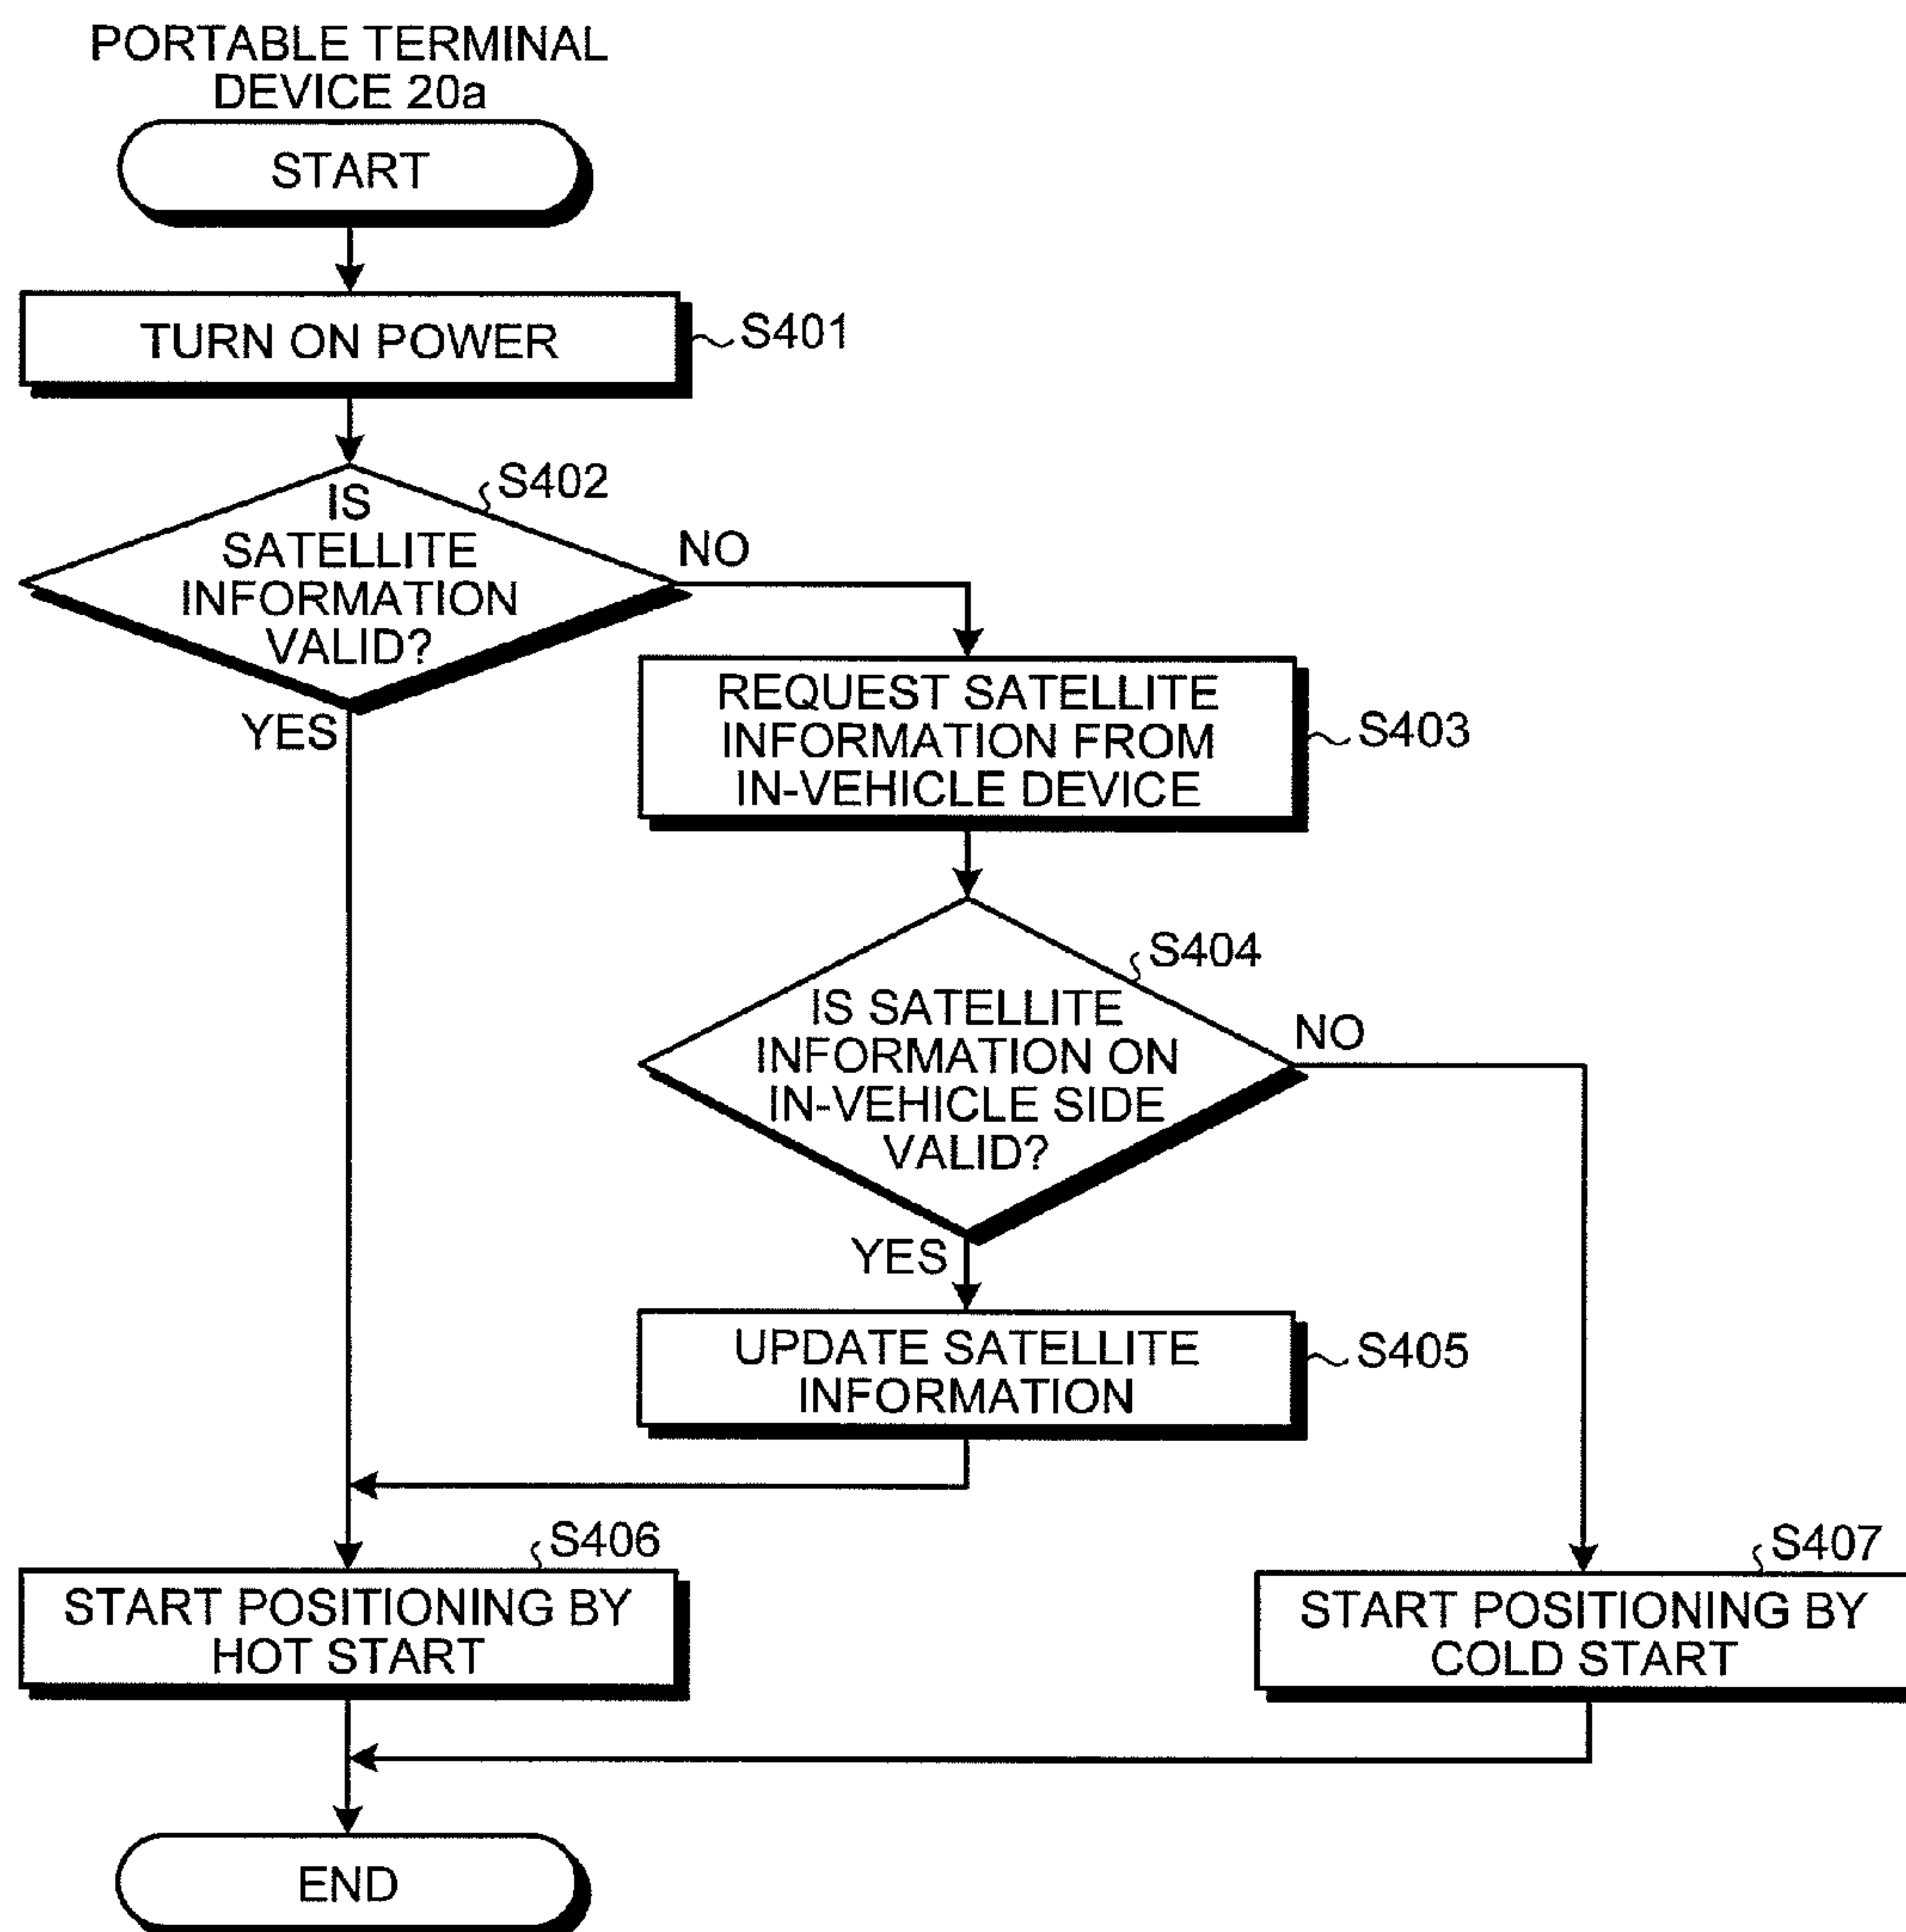 PORTABLE TERMINAL
DEVICE 20a
START
TURN ON POWER
S401
S402
IS
SATELLITE
INFORMATION
VALID?
NO
YES
REQUEST SATELLITE
INFORMATION FROM
IN-VEHICLE DEVICE
S403
S404
IS SATELLITE
INFORMATION ON
IN-VEHICLE SIDE
VALID?
NO
YES
UPDATE SATELLITE
INFORMATION
S405
S406
START POSITIONING BY
HOT START
S407
START POSITIONING BY
COLD START
END